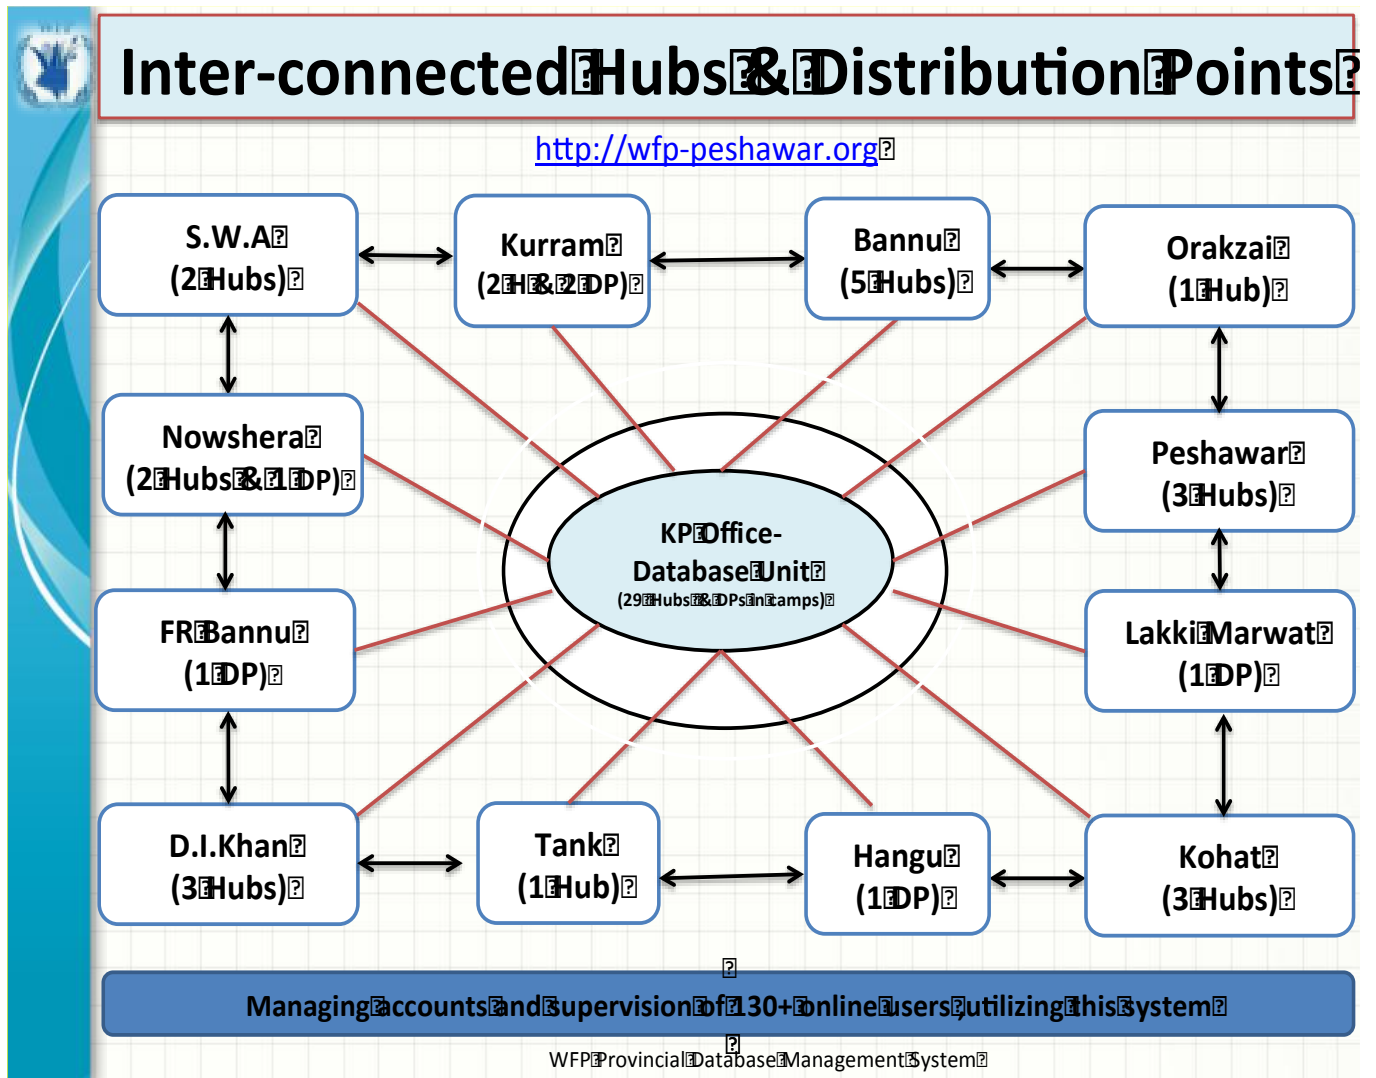 Inter-connected Hubs & Distribution Points
http://wfp-peshawar.org
S.W.A
(2 Hubs)
Kurram
(2 H & 2 DP)
Bannu
(5 Hubs)
Orakzai
(1 Hub)
Nowshera
(2 Hubs & 1 DP)
Peshawar
(3 Hubs)
KP Office-
Database Unit
(29 Hubs & DPs in camps)
FR Bannu
(1 DP)
Lakki Marwat
(1 DP)
D.I.Khan
(3 Hubs)
Tank
(1 Hub)
Hangu
(1 DP)
Kohat
(3 Hubs)
Managing accounts and supervision of 130+ online users, utilizing this system
WFP Provincial Database Management System